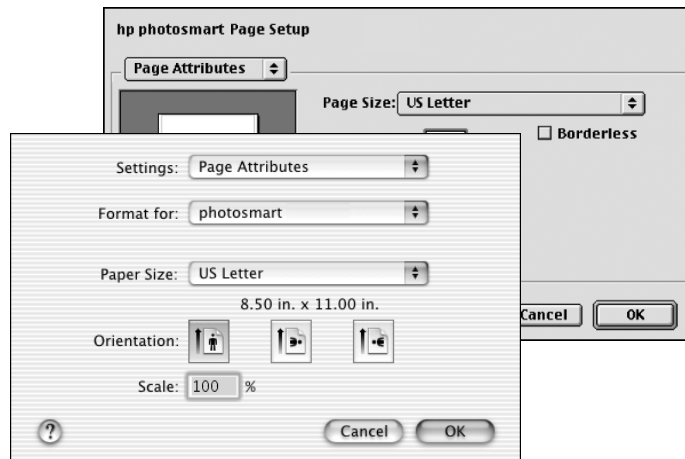 hp photosmart Page Setup
Page Attributes
Page Size: US Letter
Borderless
Cancel OK
Settings: Page Attributes
Format for: photosmart
Paper Size: US Letter
8.50 in. x 11.00 in.
Orientation:
Scale: 100 %
? Cancel OK